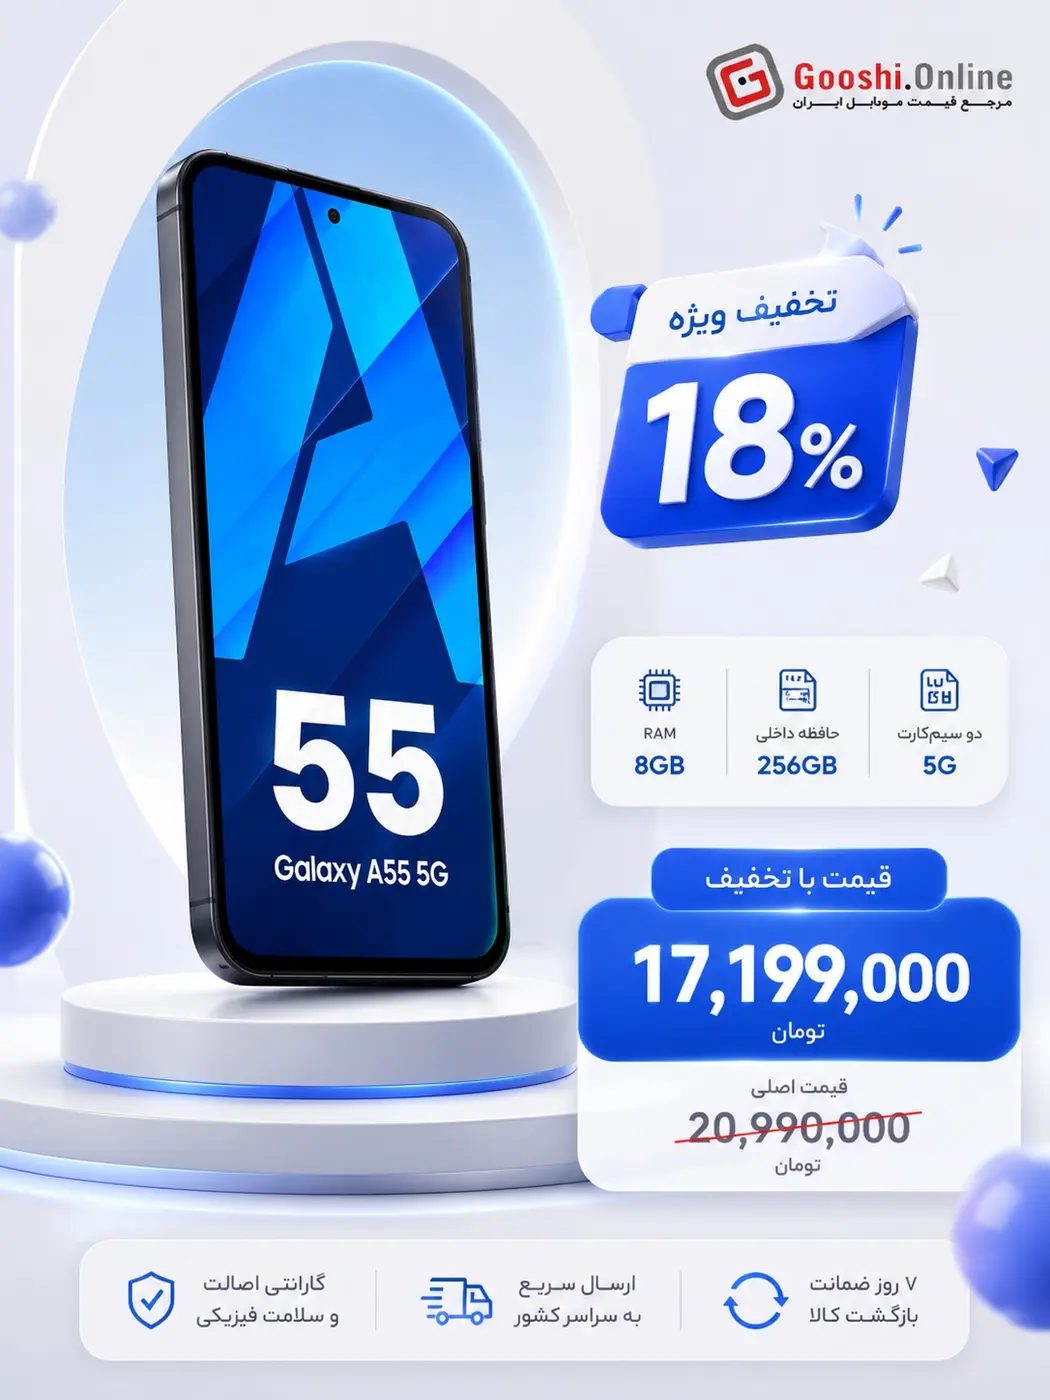 Gooshi.Online
مرجع قیمت موبایل ایران
تخفیف ویژه
18%
55
Galaxy A55 5G
دو سیم‌کارت
5G
حافظه داخلی
256GB
RAM
8GB
قیمت با تخفیف
17,199,000
تومان
قیمت اصلی
20,990,000
تومان
۷ روز ضمانت
بازگشت کالا
ارسال سریع
به سراسر کشور
گارانتی اصالت
و سلامت فیزیکی